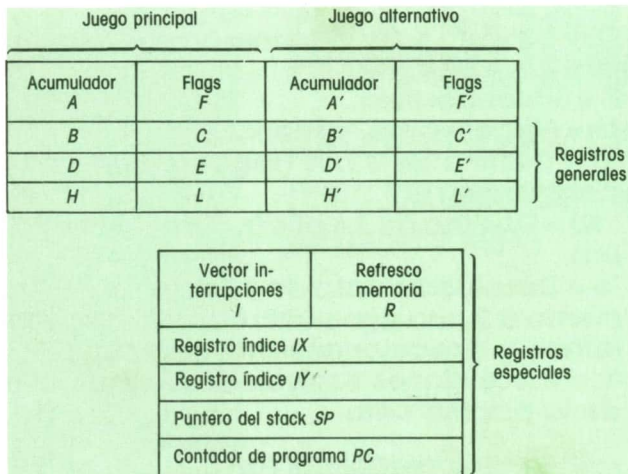 Juego principal
Juego alternativo
Acumulador
A
Flags
F
Acumulador
A'
Flags
F'
B
C
B'
C'
D
E
D'
E'
H
L
H'
L'
Registros
generales
Vector in-
terrupciones
I
Refresco
memoria
R
Registro índice IX
Registro índice IY
Puntero del stack SP
Contador de programa PC
Registros
especiales